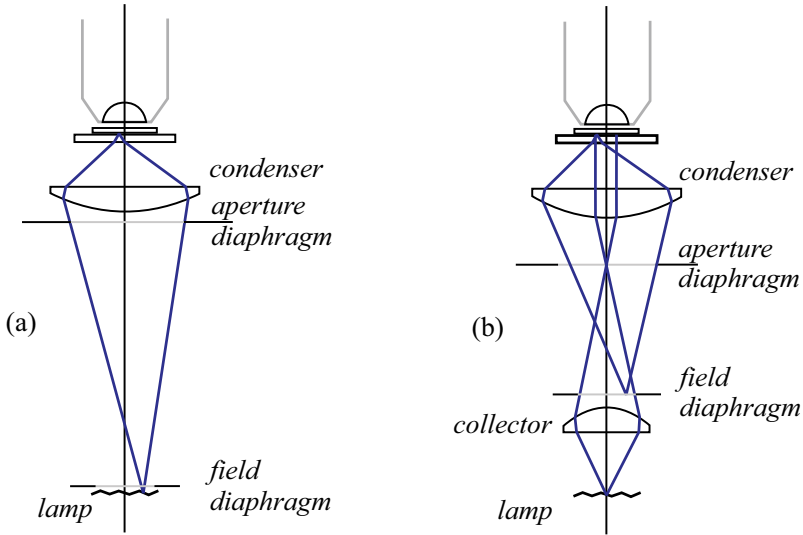 condenser
aperture
diaphragm
(a)
field
diaphragm
lamp
condenser
aperture
diaphragm
(b)
field
diaphragm
collector
lamp